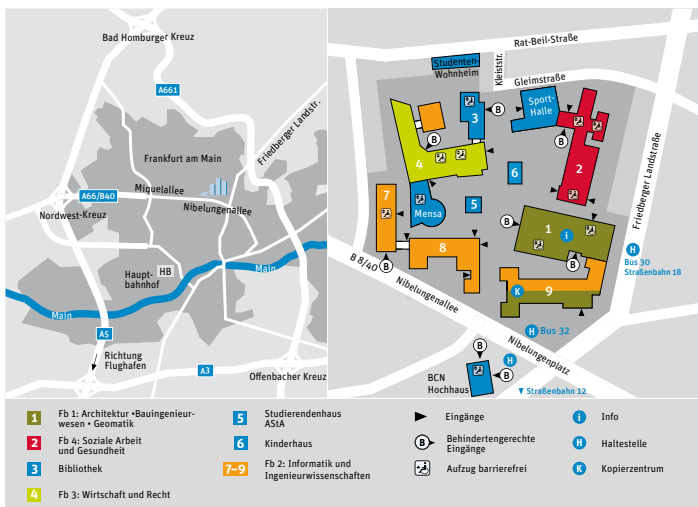 Bad Homburger Kreuz
A661
Friedberger Landstr.
Frankfurt am Main
A66/B40
Miquelallee
Nibelungenallee
Nordwest-Kreuz
HB
Haupt-
bahnhof
Main
Main
A5
Richtung
Flughafen
A3
Offenbacher Kreuz
Rat-Beil-Straße
Studenten-
Wohnheim
Kleiststr.
Gleimstraße
Sport-
Halle
3
B
B
B
4
6
2
Friedberger Landstraße
7
Mensa
5
B
1
i
H
Bus 30
Straßenbahn 18
8
B
B
K
9
B 8/40
Nibelungenallee
H Bus 32
Nibelungenplatz
B
H
BCN
Hochhaus
B
Straßenbahn 12
1 Fb 1: Architektur •Bauingenieur-
wesen • Geomatik
2 Fb 4: Soziale Arbeit
und Gesundheit
3 Bibliothek
4 Fb 3: Wirtschaft und Recht
5 Studierendenhaus
AStA
6 Kinderhaus
7–9 Fb 2: Informatik und
Ingenieurwissenschaften
Eingänge
B Behindertengerechte
Eingänge
Aufzug barrierefrei
i Info
H Haltestelle
K Kopierzentrum